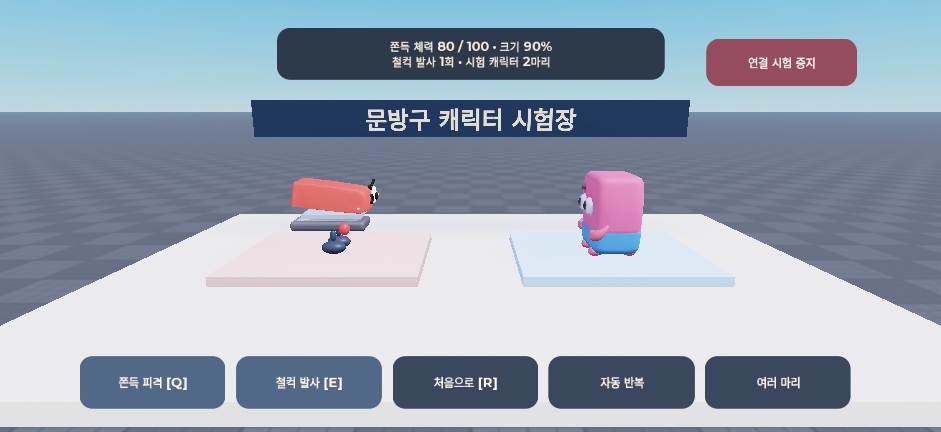 쫀득 체력 80 / 100 • 크기 90%
철컥 발사 1회 • 시험 캐릭터 2마리
연결 시험 중지
문방구 캐릭터 시험장
쫀득 피격 [Q]
철컥 발사 [E]
처음으로 [R]
자동 반복
여러 마리